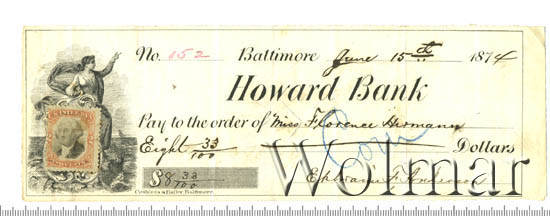 No. 152 Baltimore June 15th 1874
Howard Bank
Pay to the order of Miss Florence
Eight 33/100 Dollars
$8 33/100
Wolmar